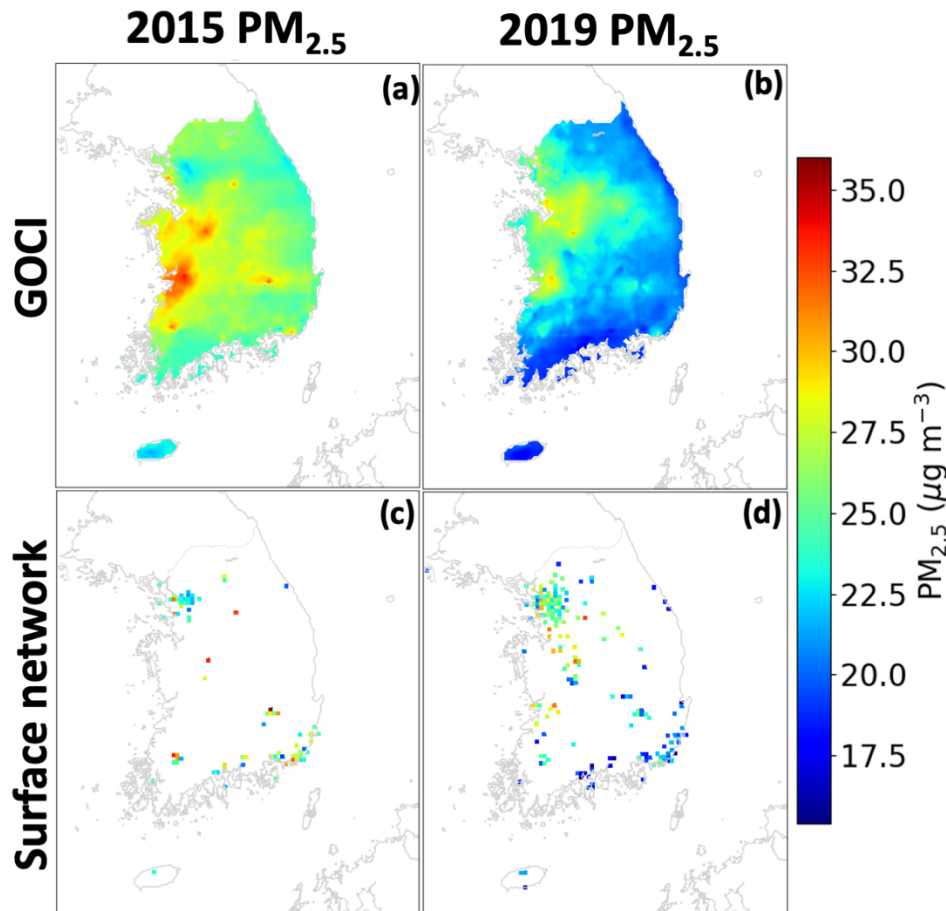 2015 PM₂.₅
2019 PM₂.₅
(a)
(b)
GOCI
(c)
(d)
Surface network
35.0
32.5
30.0
27.5
25.0
22.5
20.0
17.5
PM₂.₅ (μg m⁻³)